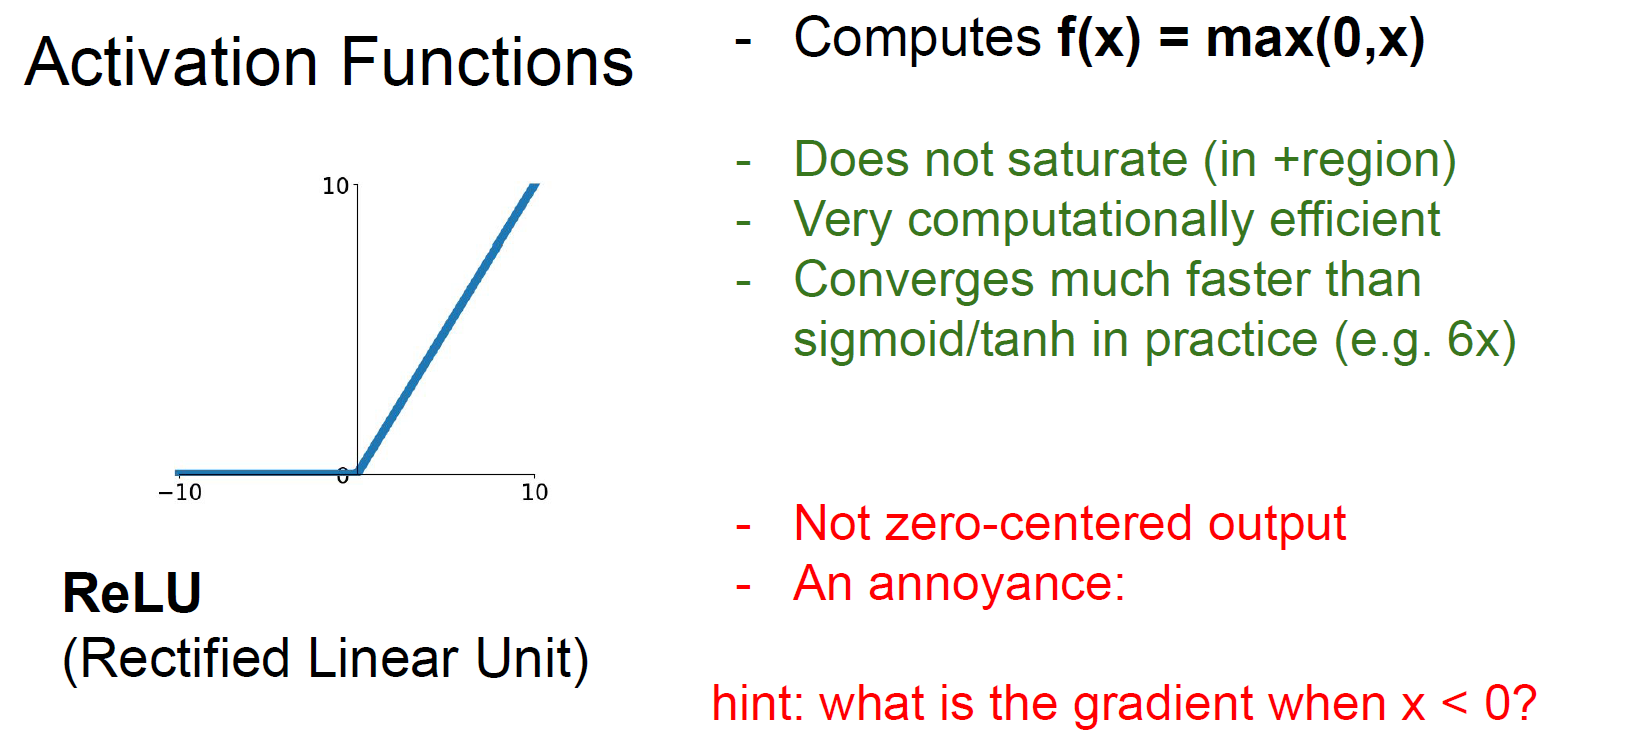 Activation Functions
10
0
−10
10
ReLU
(Rectified Linear Unit)
- Computes f(x) = max(0,x)
- Does not saturate (in +region)
- Very computationally efficient
- Converges much faster than
sigmoid/tanh in practice (e.g. 6x)
- Not zero-centered output
- An annoyance:
hint: what is the gradient when x < 0?